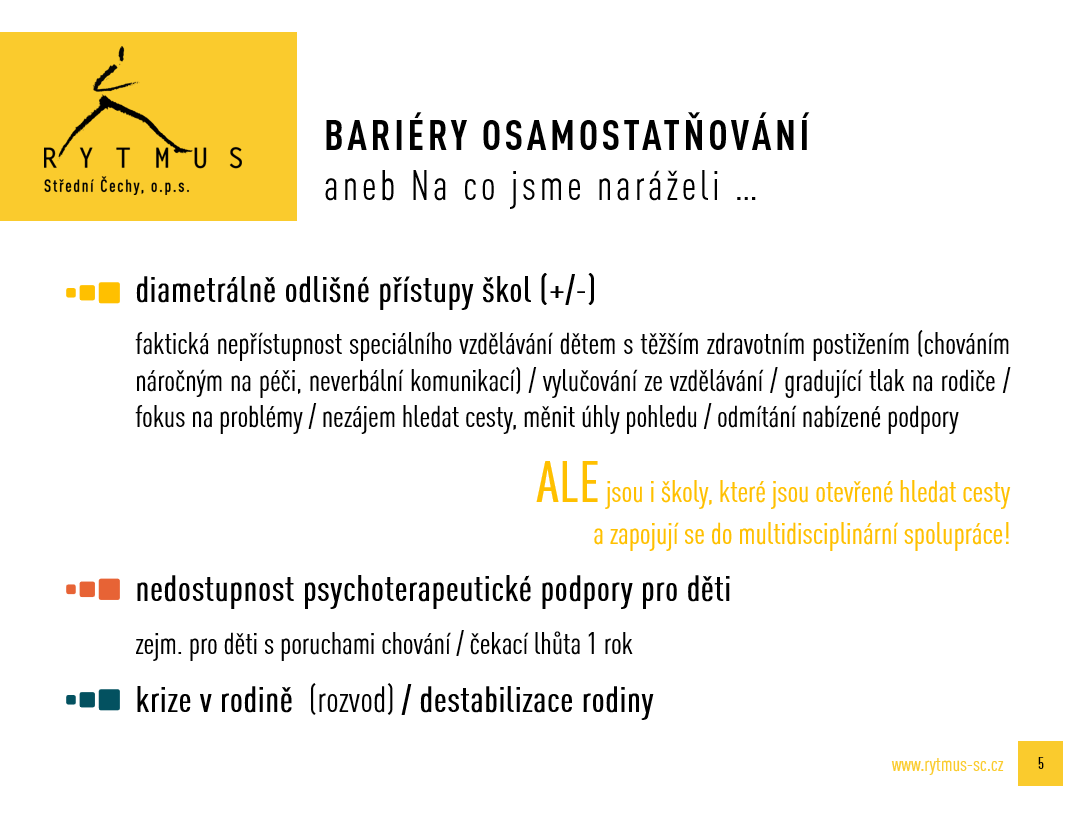 RYTMUS
Střední Čechy, o.p.s.
BARIÉRY OSAMOSTATŇOVÁNÍ
aneb Na co jsme naráželi ...
diametrálně odlišné přístupy škol (+/-)
faktická nepřístupnost speciálního vzdělávání dětem s těžším zdravotním postižením (chováním
náročným na péči, neverbální komunikací) / vylučování ze vzdělávání / gradující tlak na rodiče /
fokus na problémy / nezájem hledat cesty, měnit úhly pohledu / odmítání nabízené podpory
ALE jsou i školy, které jsou otevřené hledat cesty
a zapojují se do multidisciplinární spolupráce!
nedostupnost psychoterapeutické podpory pro děti
zejm. pro děti s poruchami chování / čekací lhůta 1 rok
krize v rodině (rozvod) / destabilizace rodiny
www.rytmus-sc.cz
5